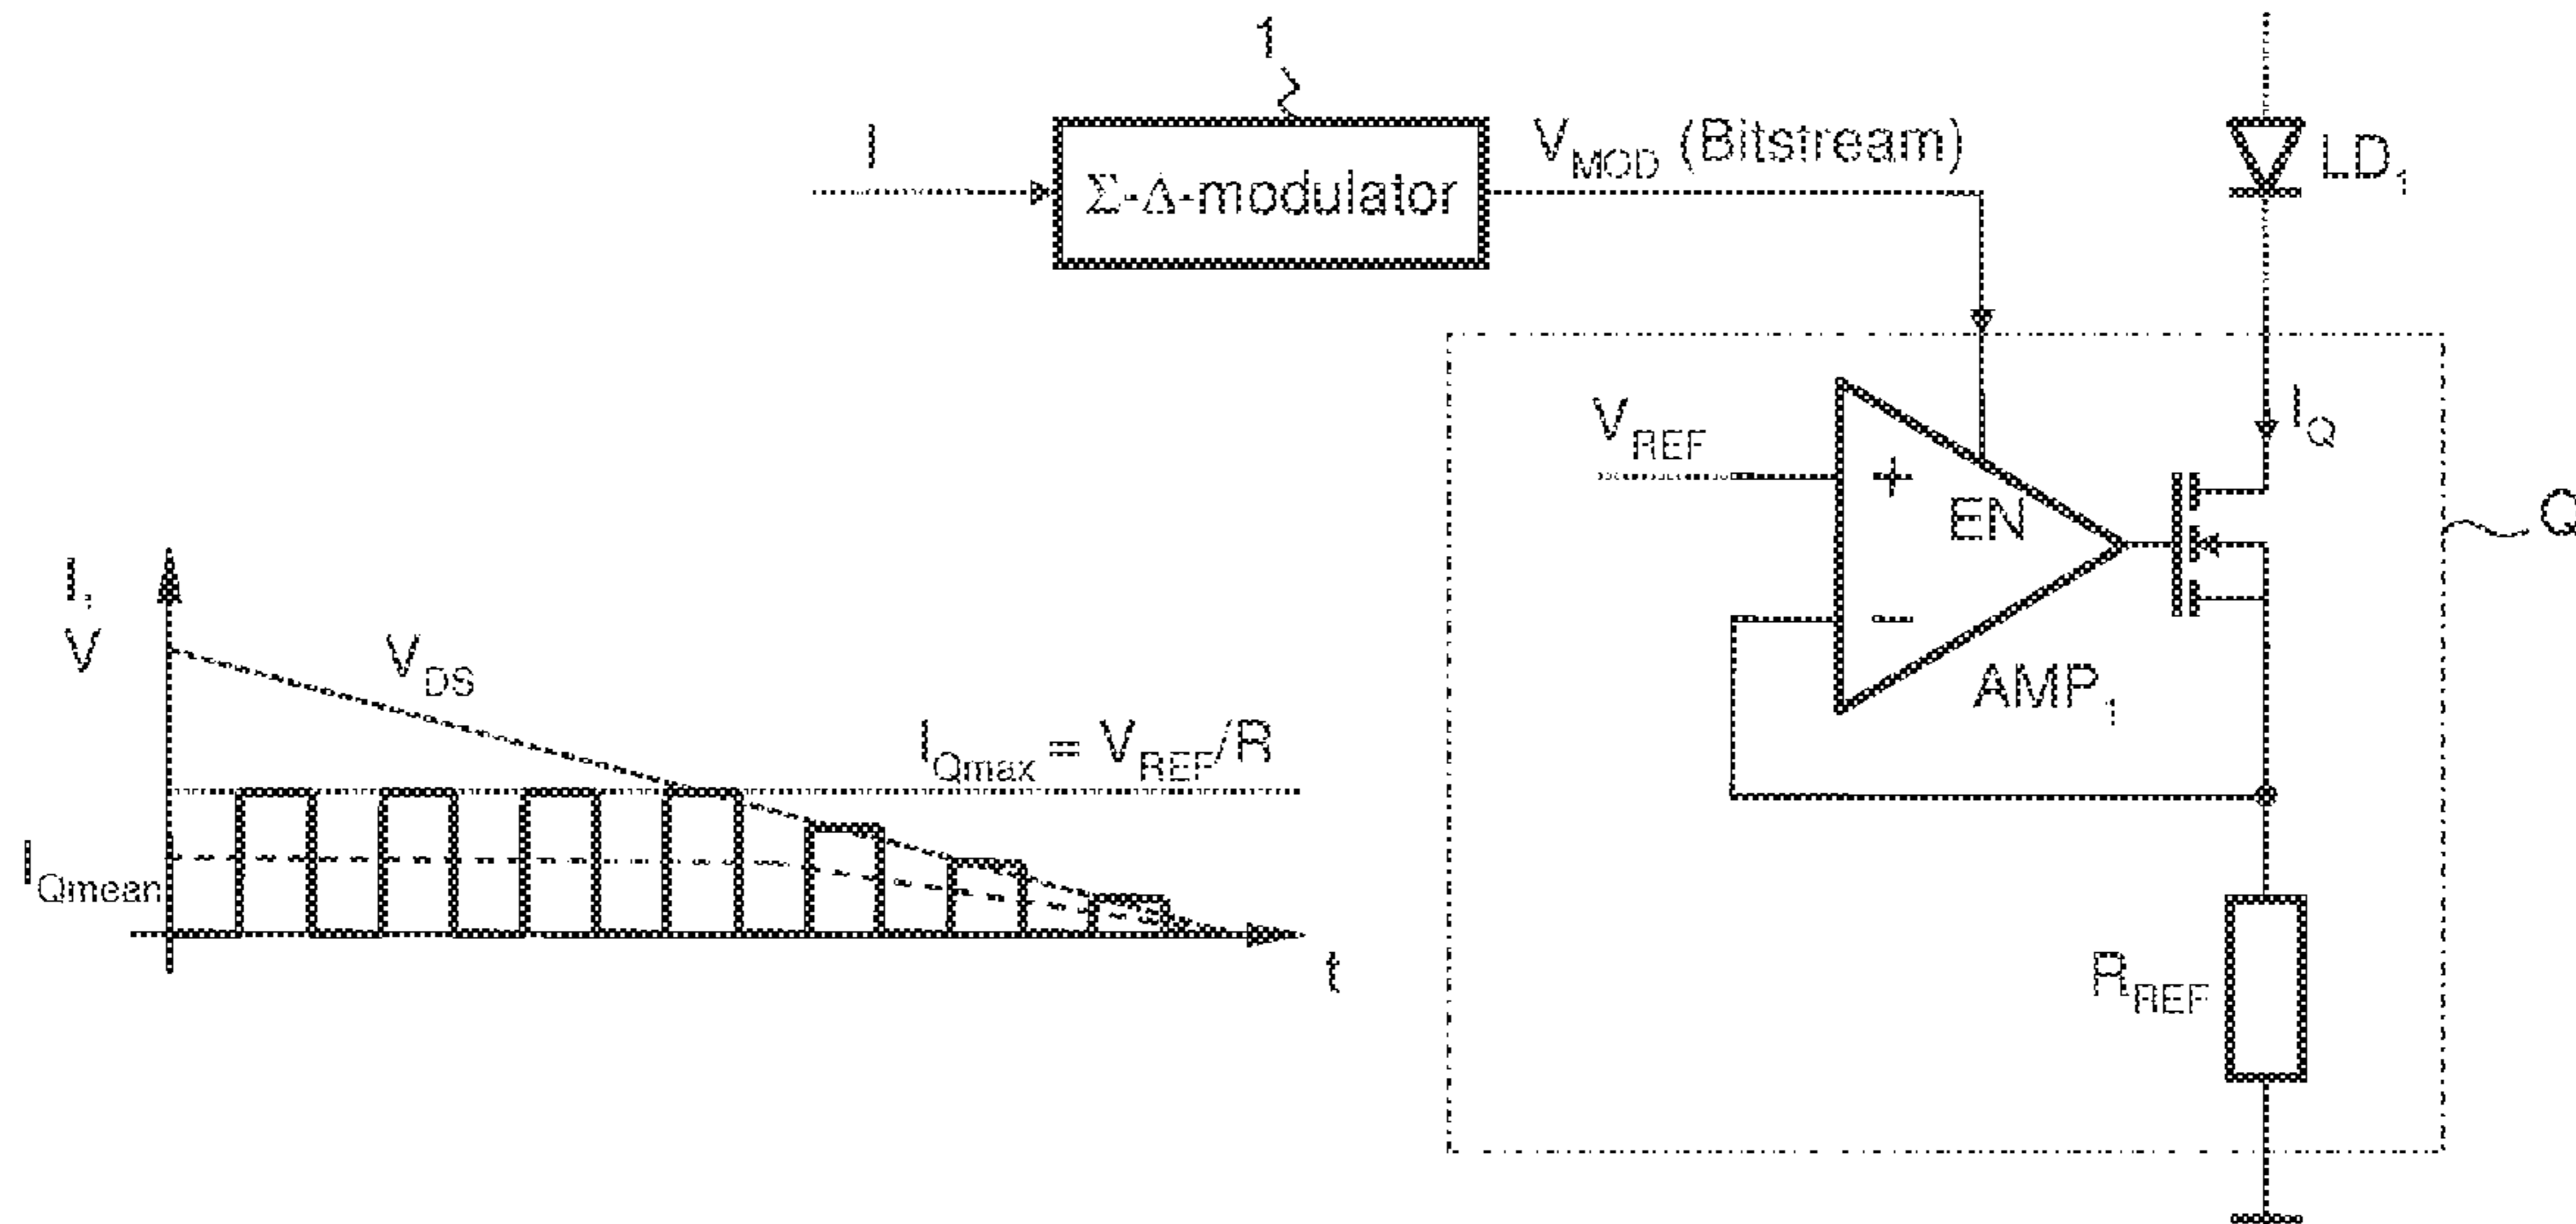 1
I
Σ-Δ-modulator
V_MOD (Bitstream)
LD_1
V_REF
+
EN
-
AMP_1
I_Q
Q
R_REF
I,
V
V_DS
I_Qmax = V_REF/R
I_Qmean
t